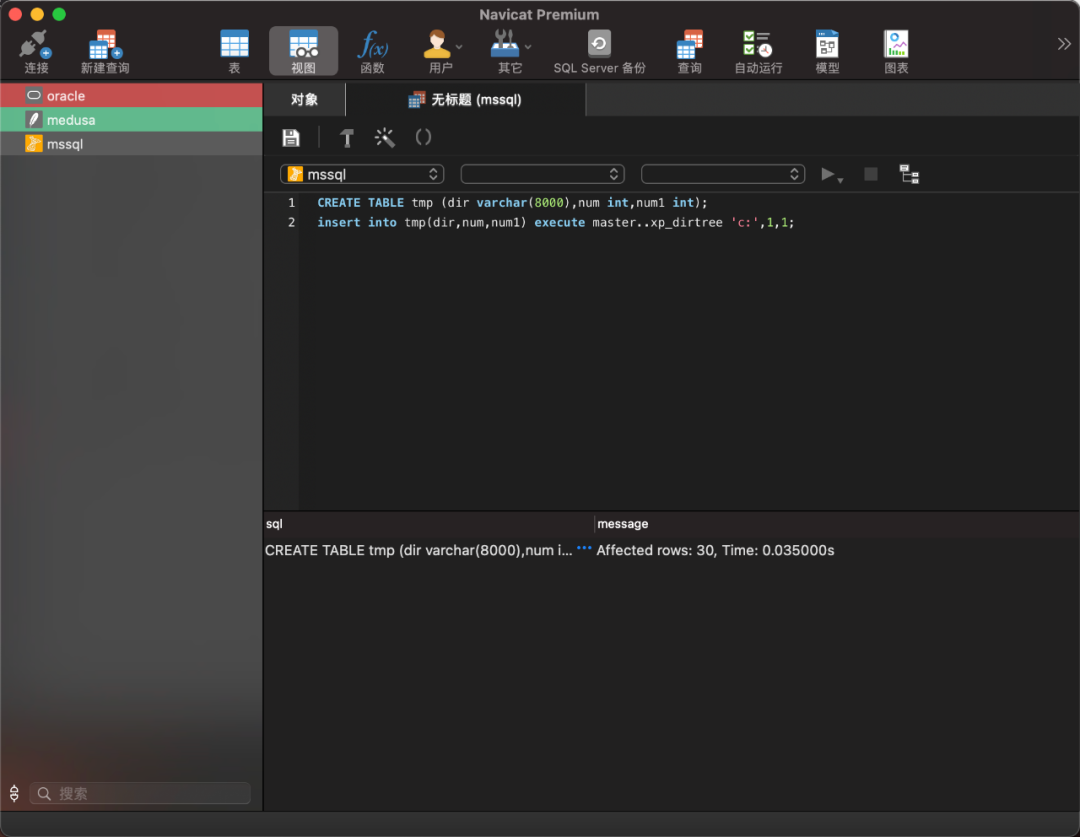 Navicat Premium
连接
新建查询
表
视图
函数
用户
其它
SQL Server 备份
查询
自动运行
模型
图表
oracle
medusa
mssql
对象
无标题 (mssql)
mssql
1 CREATE TABLE tmp (dir varchar(8000),num int,num1 int);
2 insert into tmp(dir,num,num1) execute master..xp_dirtree 'c:',1,1;
sql message
CREATE TABLE tmp (dir varchar(8000),num i... ••• Affected rows: 30, Time: 0.035000s
搜索